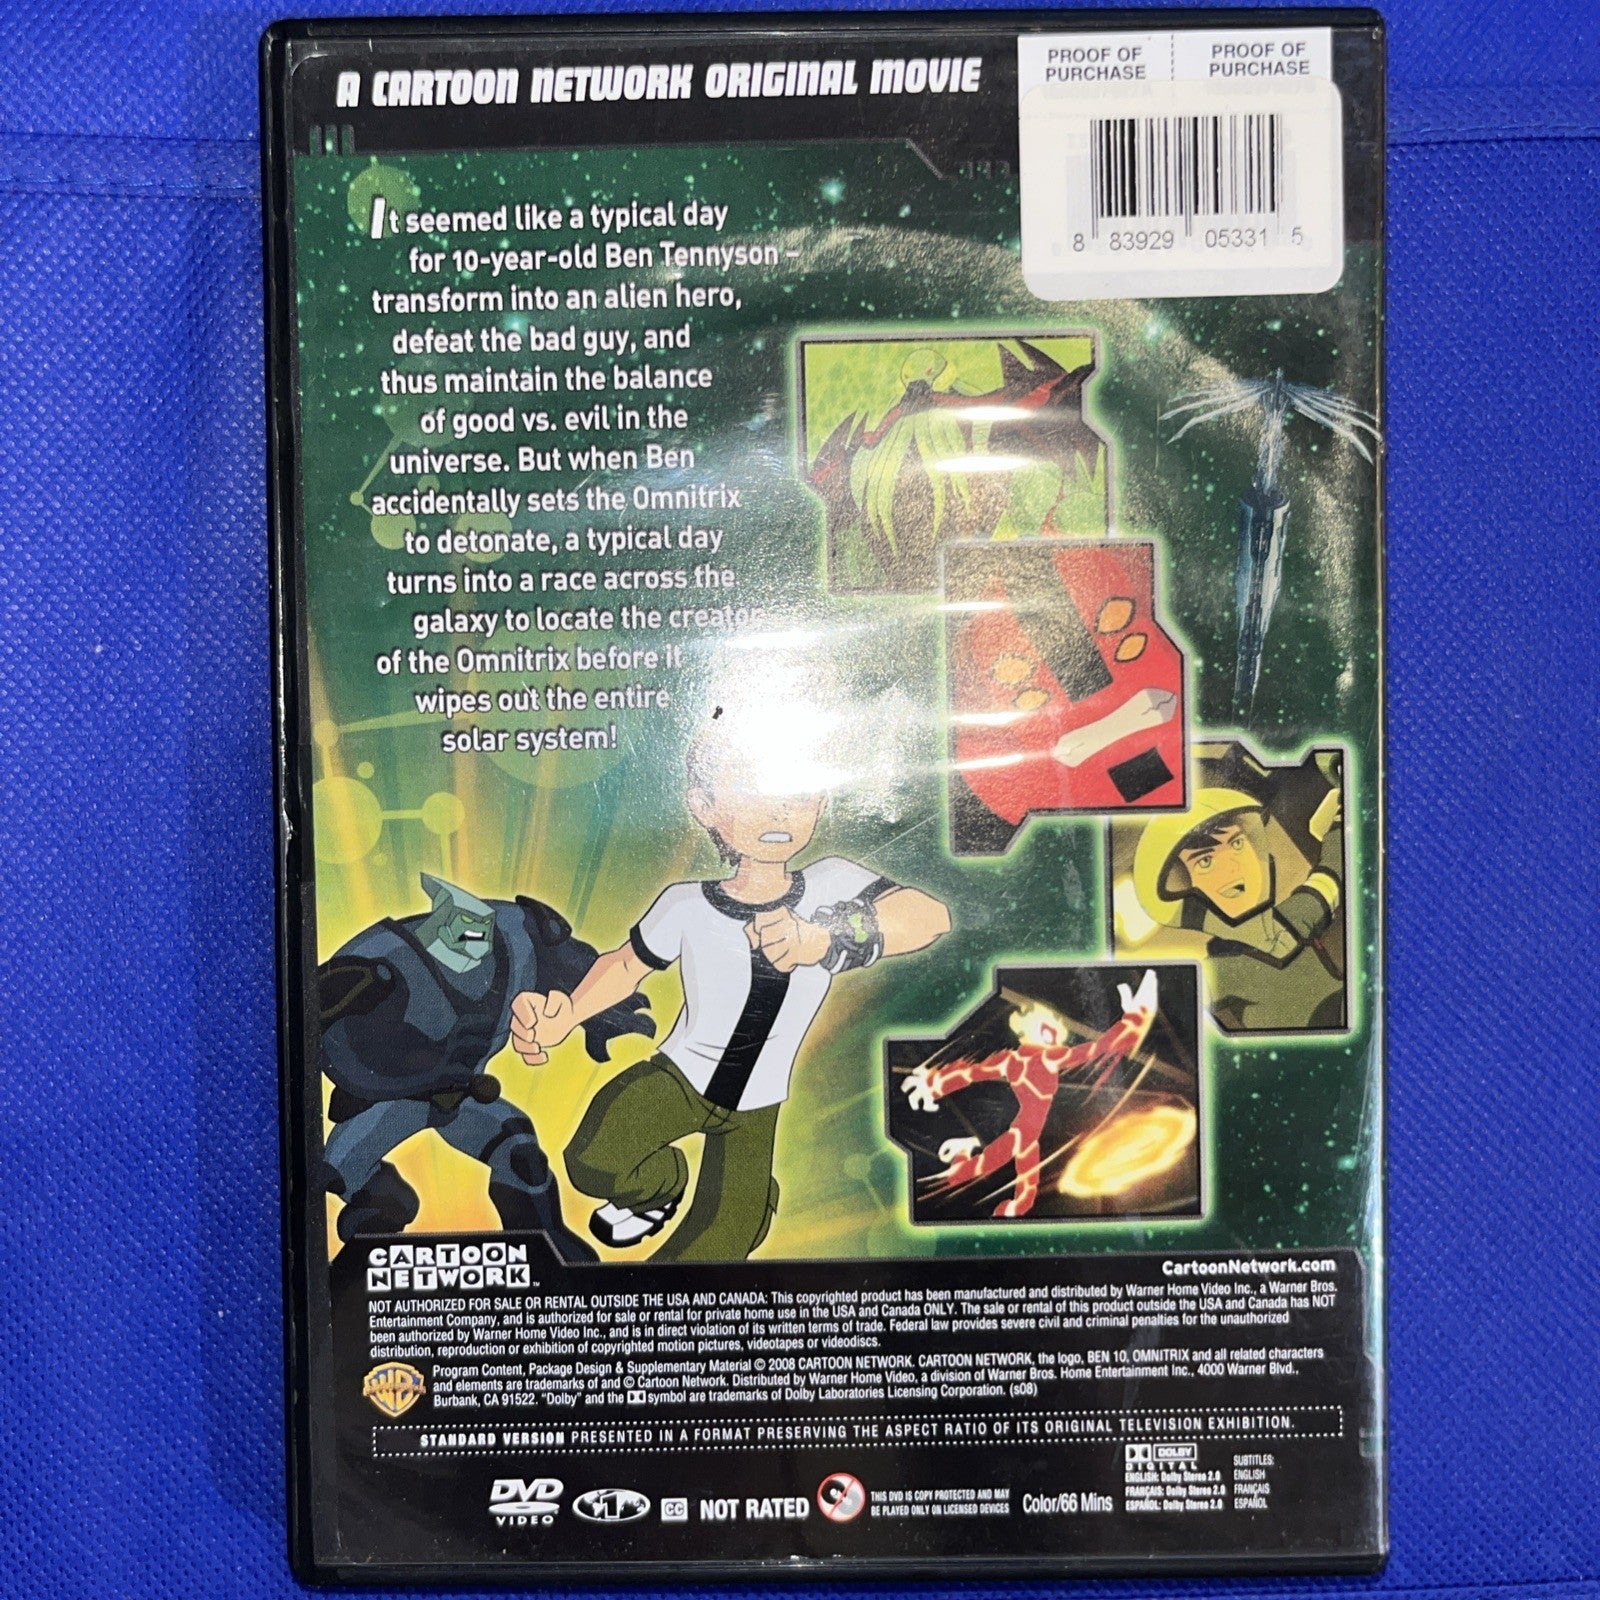 A CARTOON NETWORK ORIGINAL MOVIE
PROOF OF
PURCHASE
PROOF OF
PURCHASE
8 83929 05331 5
It seemed like a typical day
for 10-year-old Ben Tennyson –
transform into an alien hero,
defeat the bad guy, and
thus maintain the balance
of good vs. evil in the
universe. But when Ben
accidentally sets the Omnitrix
to detonate, a typical day
turns into a race across the
galaxy to locate the creator
of the Omnitrix before it
wipes out the entire
solar system!
CARTOON
NETWORK™
CartoonNetwork.com
NOT AUTHORIZED FOR SALE OR RENTAL OUTSIDE THE USA AND CANADA: This copyrighted product has been manufactured and distributed by Warner Home Video Inc., a Warner Bros.
Entertainment Company, and is authorized for sale or rental for private home use in the USA and Canada ONLY. The sale or rental of this product outside the USA and Canada has NOT
been authorized by Warner Home Video Inc., and is in direct violation of its written terms of trade. Federal law provides severe civil and criminal penalties for the unauthorized
distribution, reproduction or exhibition of copyrighted motion pictures, videotapes or videodiscs.
WB
Program Content, Package Design & Supplementary Material © 2008 CARTOON NETWORK. CARTOON NETWORK, the logo, BEN 10, OMNITRIX and all related characters
and elements are trademarks of and © Cartoon Network. Distributed by Warner Home Video, a division of Warner Bros. Home Entertainment Inc., 4000 Warner Blvd.,
Burbank, CA 91522. "Dolby" and the DD symbol are trademarks of Dolby Laboratories Licensing Corporation. (s08)
STANDARD VERSION PRESENTED IN A FORMAT PRESERVING THE ASPECT RATIO OF ITS ORIGINAL TELEVISION EXHIBITION.
DVD
VIDEO
1
CC
NOT RATED
THIS DVD IS COPY PROTECTED AND MAY
BE PLAYED ONLY ON LICENSED DEVICES
Color/66 Mins
DOLBY
DIGITAL
ENGLISH: Dolby Stereo 2.0
FRANÇAIS: Dolby Stereo 2.0
ESPAÑOL: Dolby Stereo 2.0
SUBTITLES:
ENGLISH
FRANÇAIS
ESPAÑOL